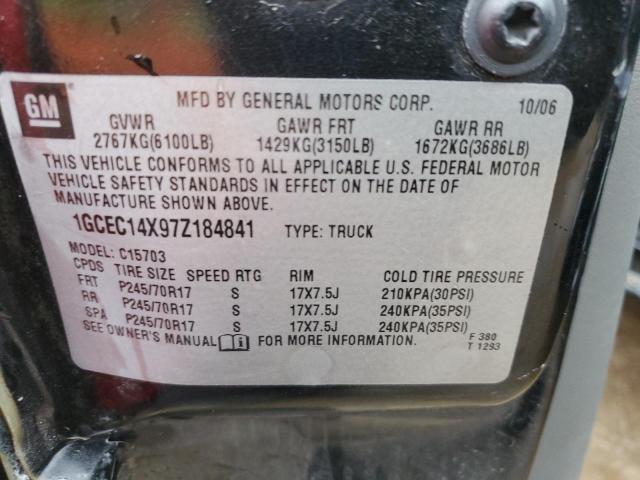 GM
MFD BY GENERAL MOTORS CORP. 10/06
GVWR GAWR FRT GAWR RR
2767KG(6100LB) 1429KG(3150LB) 1672KG(3686LB)
THIS VEHICLE CONFORMS TO ALL APPLICABLE U.S. FEDERAL MOTOR
VEHICLE SAFETY STANDARDS IN EFFECT ON THE DATE OF
MANUFACTURE SHOWN ABOVE.
1GCEC14X97Z184841 TYPE: TRUCK
MODEL: C15703
CPDS TIRE SIZE SPEED RTG RIM COLD TIRE PRESSURE
FRT P245/70R17 S 17X7.5J 210KPA(30PSI)
RR P245/70R17 S 17X7.5J 240KPA(35PSI)
SPA P245/70R17 S 17X7.5J 240KPA(35PSI)
SEE OWNER'S MANUAL FOR MORE INFORMATION.
F 380
T 1293